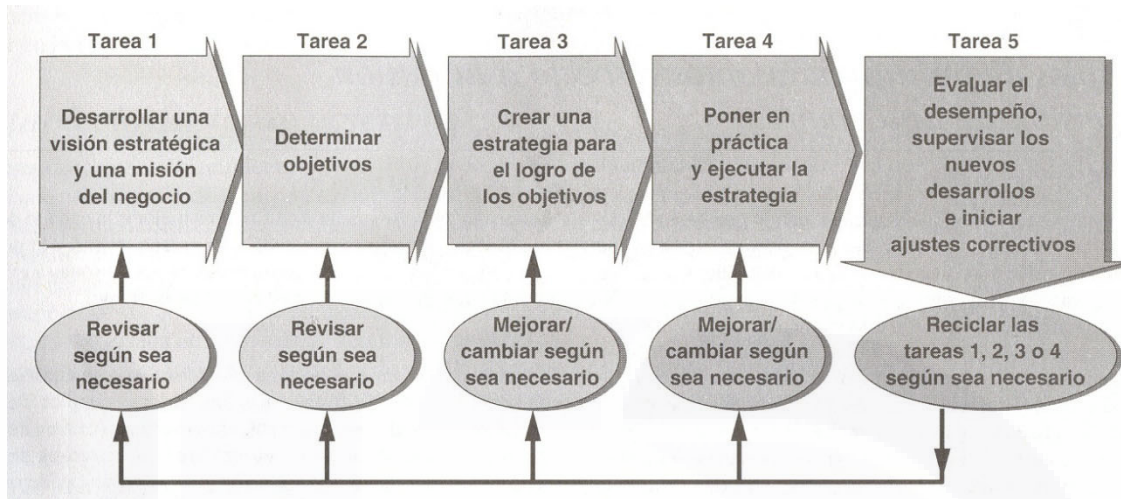 Tarea 1
Desarrollar una
visión estratégica
y una misión
del negocio
Tarea 2
Determinar
objetivos
Tarea 3
Crear una
estrategia para
el logro de
los objetivos
Tarea 4
Poner en
práctica
y ejecutar la
estrategia
Tarea 5
Evaluar el
desempeño,
supervisar los
nuevos
desarrollos
e iniciar
ajustes correctivos
Revisar
según sea
necesario
Revisar
según sea
necesario
Mejorar/
cambiar según
sea necesario
Mejorar/
cambiar según
sea necesario
Reciclar las
tareas 1, 2, 3 o 4
según sea necesario